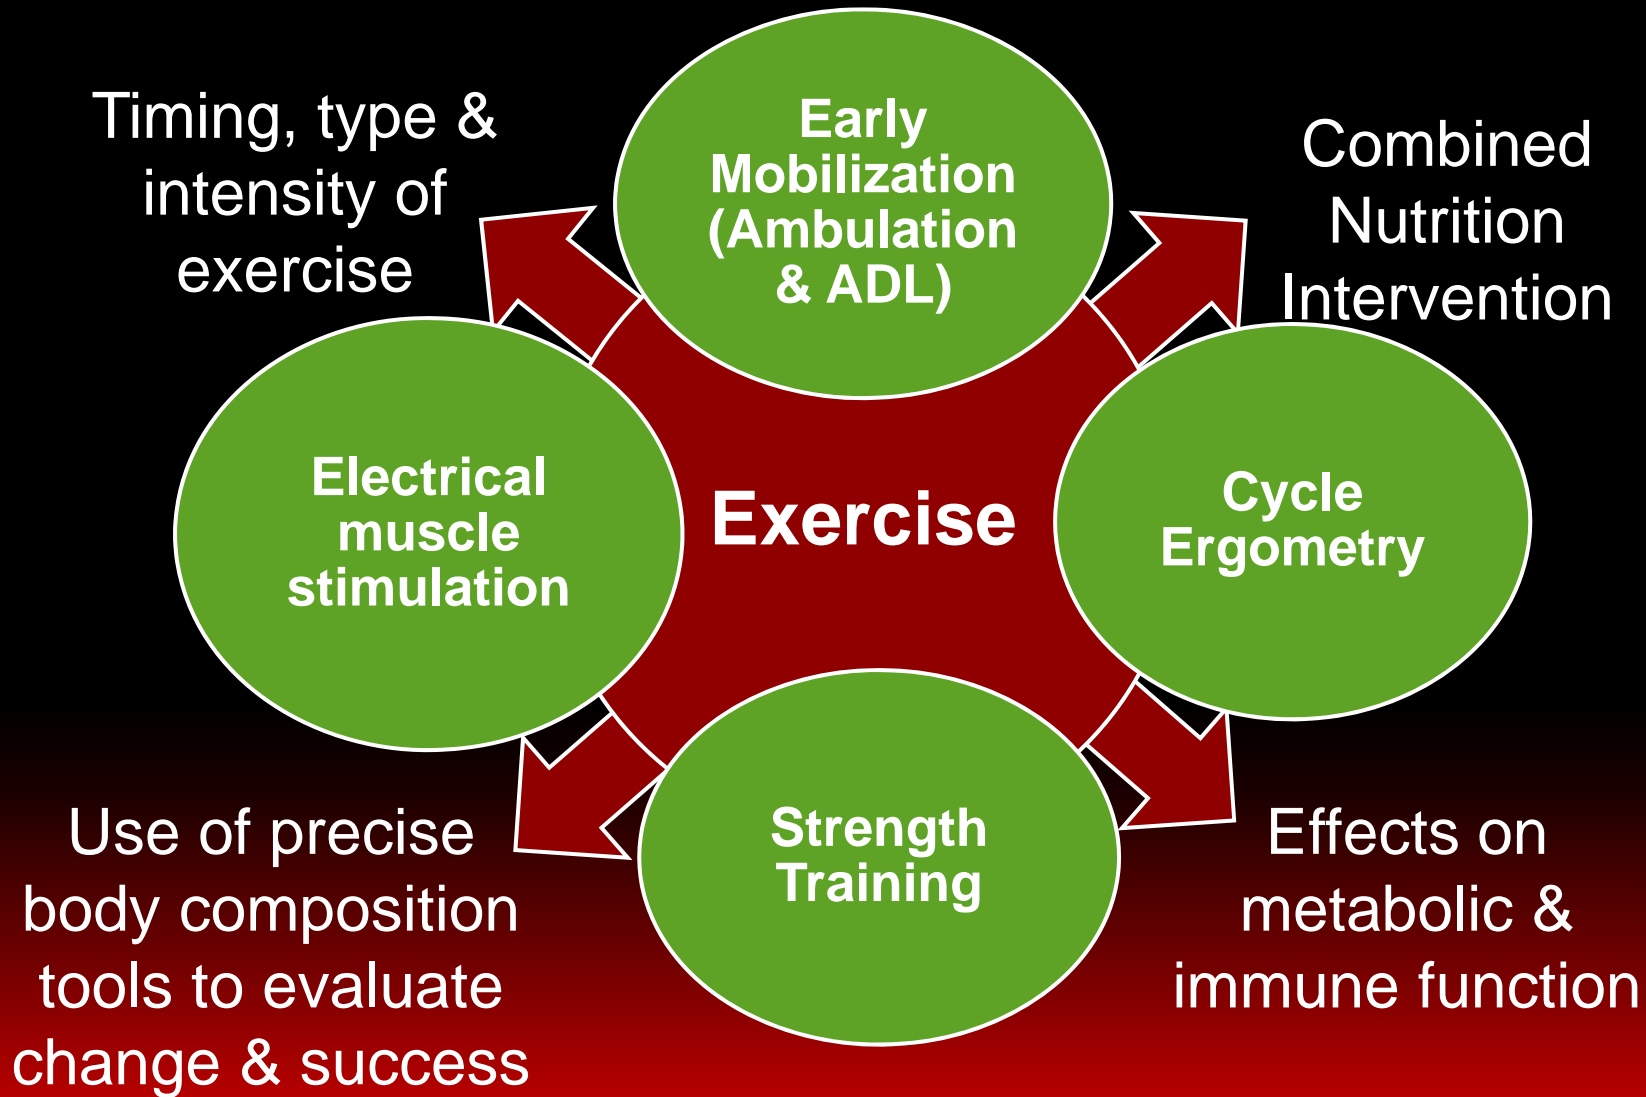 Timing, type &
intensity of
exercise
Early
Mobilization
(Ambulation
& ADL)
Combined
Nutrition
Intervention
Electrical
muscle
stimulation
Exercise
Cycle
Ergometry
Use of precise
body composition
tools to evaluate
change & success
Strength
Training
Effects on
metabolic &
immune function